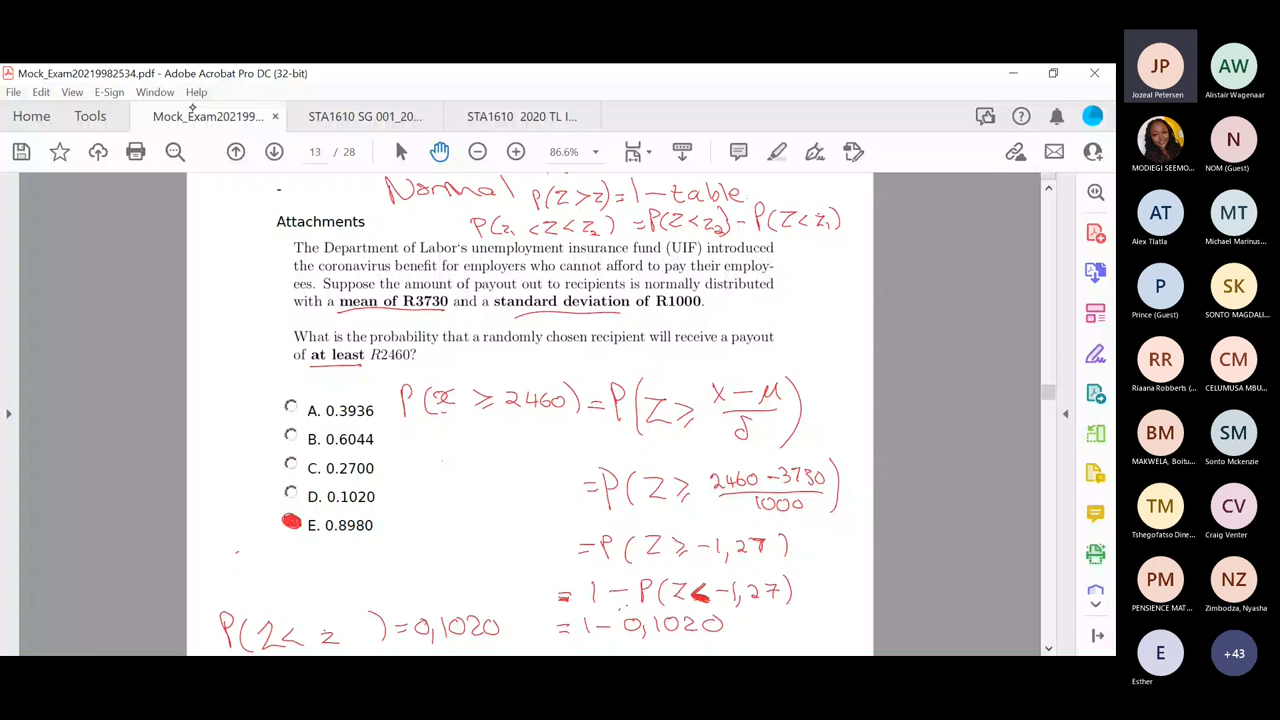 Mock_Exam20219982534.pdf - Adobe Acrobat Pro DC (32-bit)
File Edit View E-Sign Window Help
Home Tools Mock_Exam202199... × STA1610 SG 001_20... STA1610 2020 TL I...
13 / 28 86.6%
Normal P(Z>z)=1-table
P(z₁<Z<z₂)=P(Z<z₂)-P(Z<z₁)
Attachments
The Department of Labor's unemployment insurance fund (UIF) introduced
the coronavirus benefit for employers who cannot afford to pay their employ-
ees. Suppose the amount of payout out to recipients is normally distributed
with a mean of R3730 and a standard deviation of R1000.
What is the probability that a randomly chosen recipient will receive a payout
of at least R2460?
A. 0.3936
B. 0.6044
C. 0.2700
D. 0.1020
E. 0.8980
P(x ≥ 2460) = P(Z ≥ (x-μ)/δ)
= P(Z ≥ (2460-3730)/1000)
= P(Z ≥ -1,27)
= 1 - P(Z < -1,27)
P(Z < z ) = 0,1020
= 1 - 0,1020
JP
Jozeal Petersen
AW
Alistair Wagenaar
MODIEGI SEEMO...
N
NOM (Guest)
AT
Alex Tlatla
MT
Michael Marinus...
P
Prince (Guest)
SK
SONTO MAGDALI...
RR
Riaana Robberts (...
CM
CELUMUSA MBU...
BM
MAKWELA, Boitu...
SM
Sonto Mckenzie
TM
Tshegofatso Dine...
CV
Craig Venter
PM
PENSIENCE MAT...
NZ
Zimbodza, Nyasha
E
Esther
+43